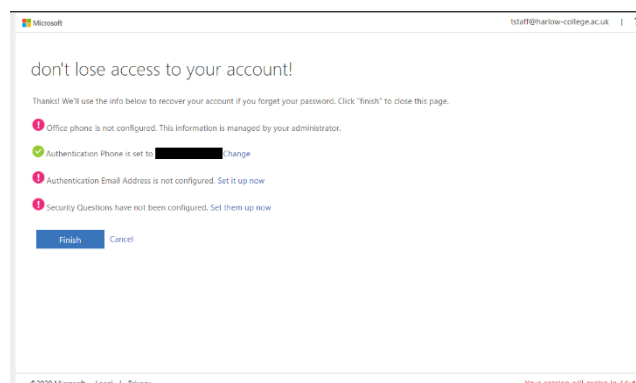 Microsoft
tstaff@harlow-college.ac.uk |
don't lose access to your account!
Thanks! We'll use the info below to recover your account if you forget your password. Click "finish" to close this page.
Office phone is not configured. This information is managed by your administrator.
Authentication Phone is set to Change
Authentication Email Address is not configured. Set it up now
Security Questions have not been configured. Set them up now
Finish Cancel
©2020 Microsoft Legal | Privacy
Your session will expire in